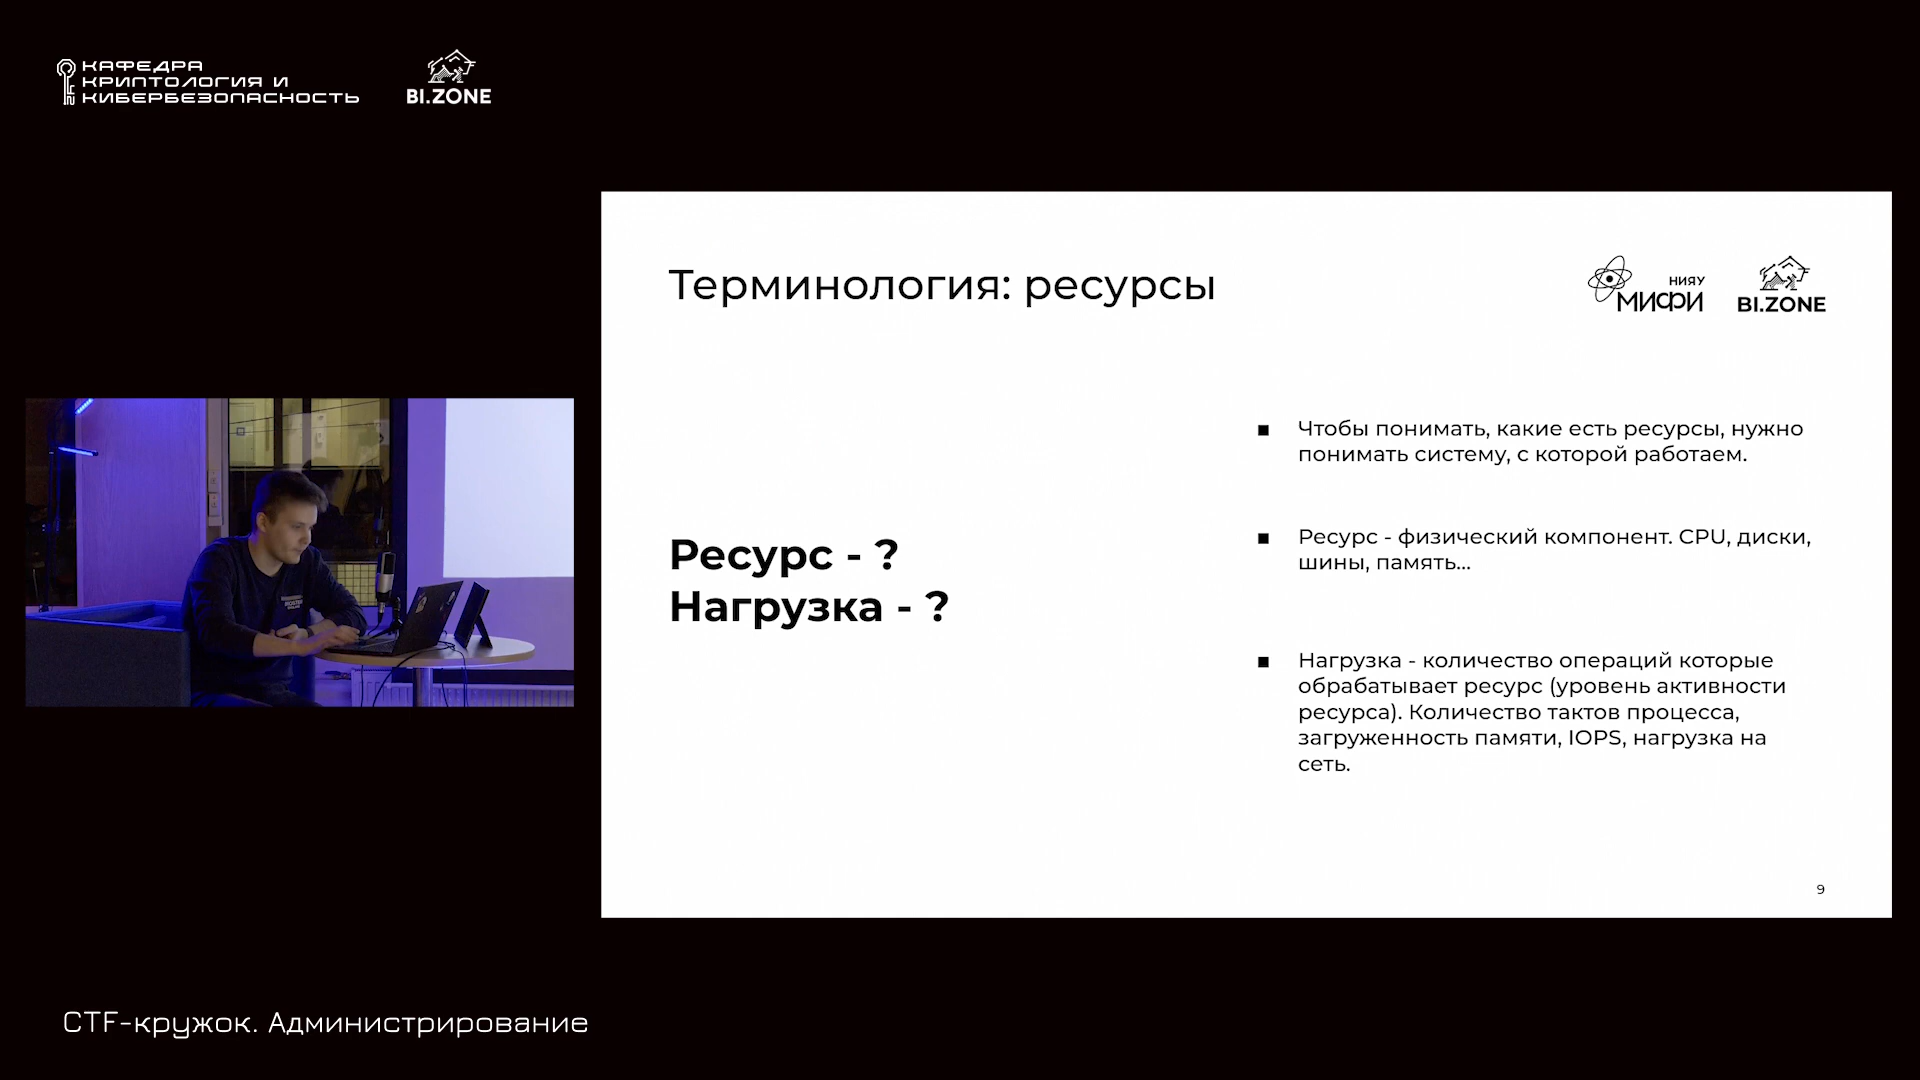 КАФЕДРА
КРИПТОЛОГИЯ И
КИБЕРБЕЗОПАСНОСТЬ
BI.ZONE
Терминология: ресурсы
НИЯУ
МИФИ
BI.ZONE
Ресурс - ?
Нагрузка - ?
■ Чтобы понимать, какие есть ресурсы, нужно
понимать систему, с которой работаем.
■ Ресурс - физический компонент. CPU, диски,
шины, память...
■ Нагрузка - количество операций которые
обрабатывает ресурс (уровень активности
ресурса). Количество тактов процесса,
загруженность памяти, IOPS, нагрузка на
сеть.
9
CTF-кружок. Администрирование